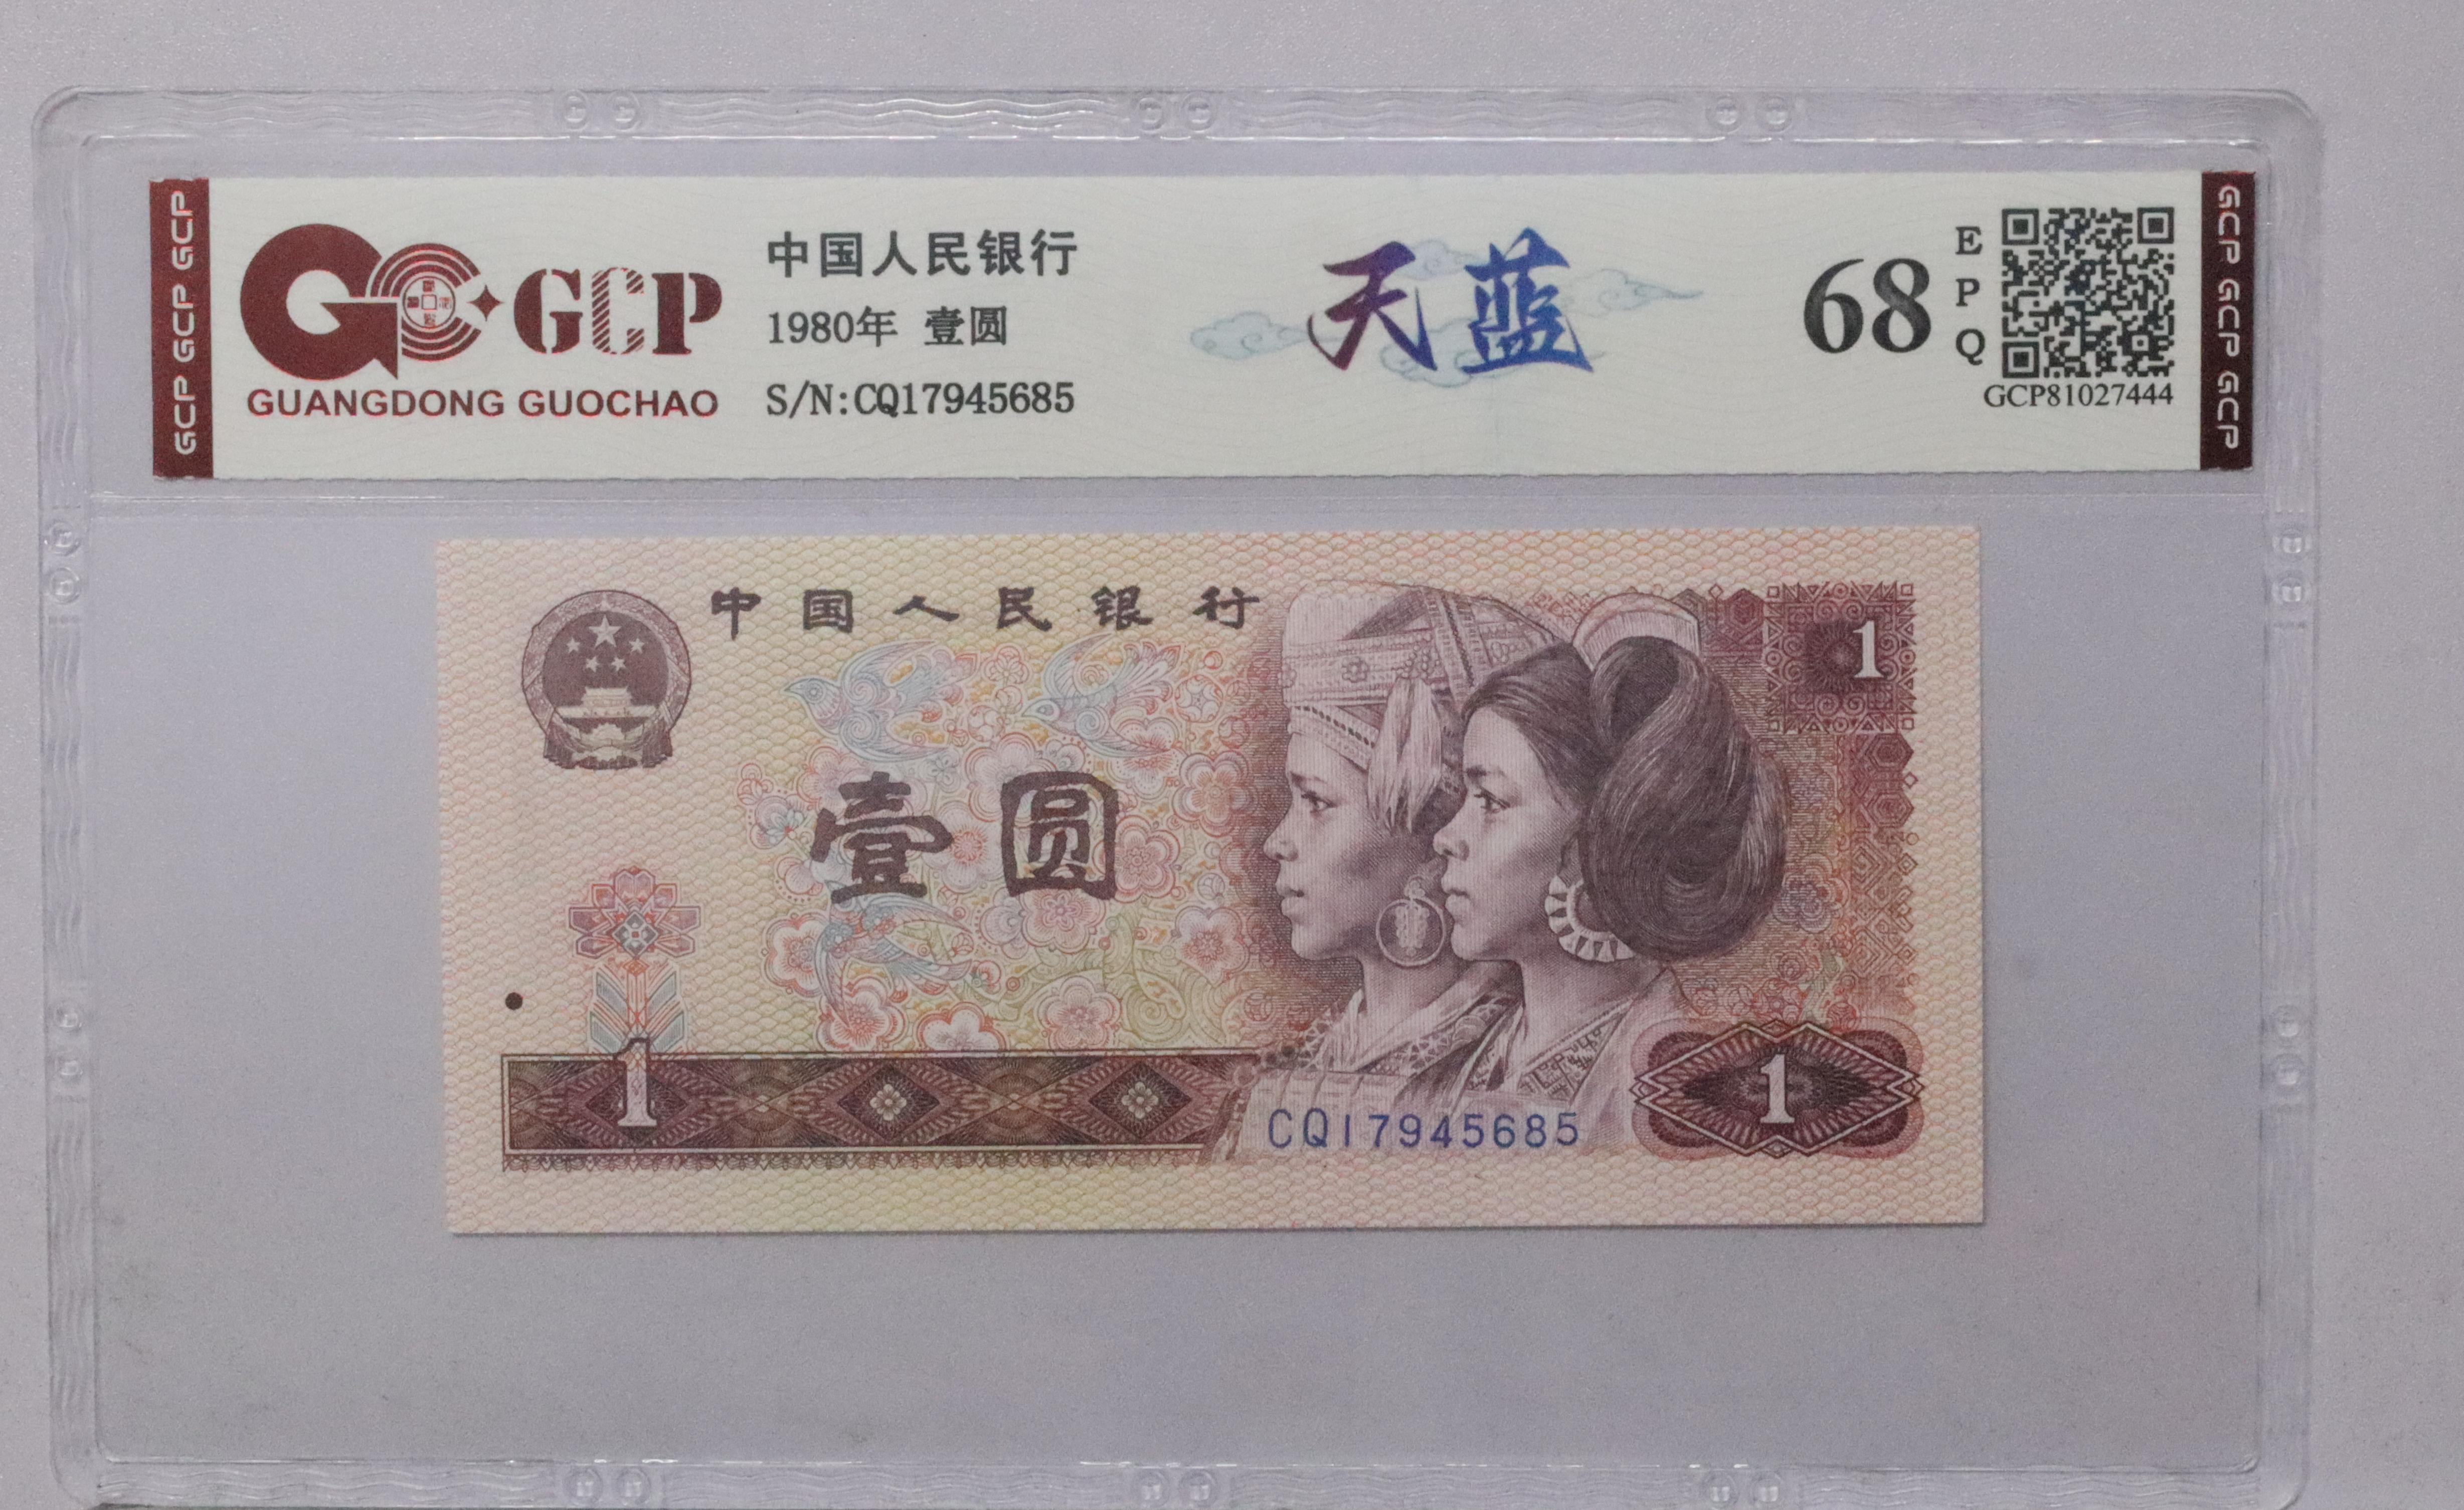 GCP GCP GCP
GCP
GUANGDONG GUOCHAO
中国人民银行
1980年 壹圆
S/N:CQ17945685
天蓝
68
EPQ
GCP81027444
GCP GCP GCP
中国人民银行
1
壹圆
1
CQ17945685
1